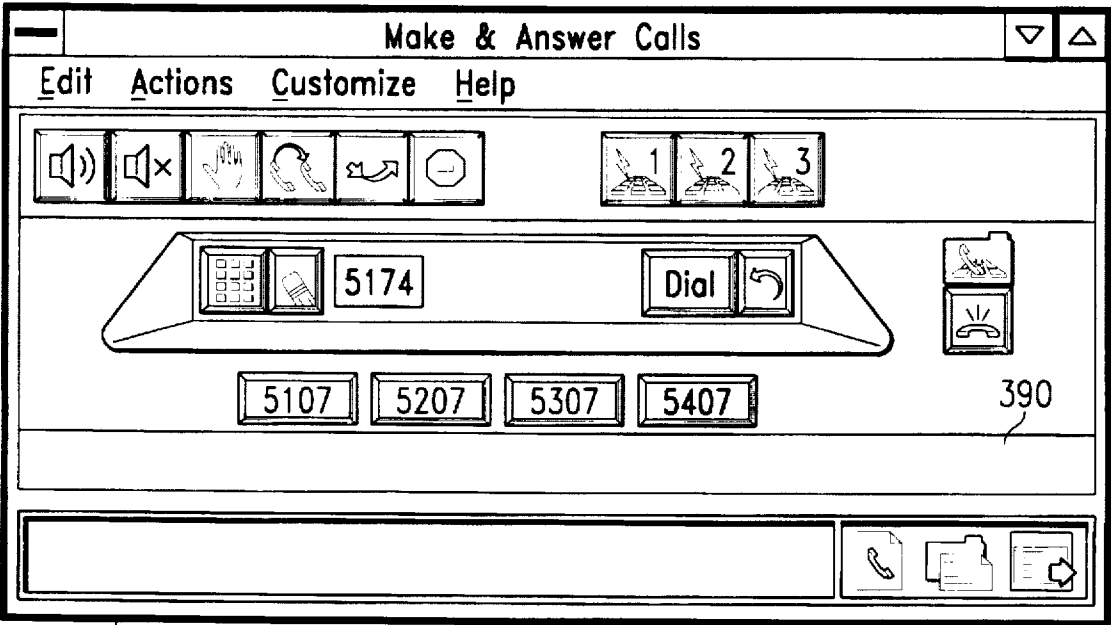 Make & Answer Calls
Edit Actions Customize Help
1 2 3
5174 Dial
5107 5207 5307 5407
390